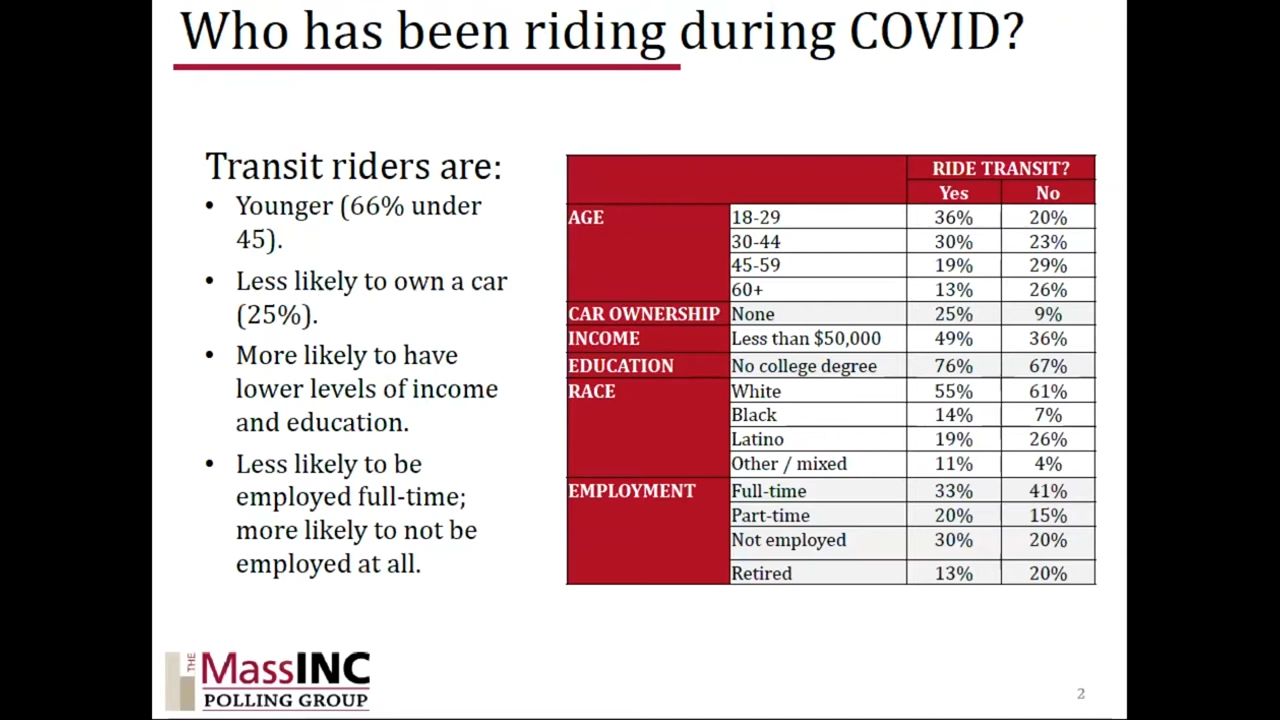 Who has been riding during COVID?
Transit riders are:
• Younger (66% under
45).
• Less likely to own a car
(25%).
• More likely to have
lower levels of income
and education.
• Less likely to be
employed full-time;
more likely to not be
employed at all.
RIDE TRANSIT?
Yes No
AGE 18-29 36% 20%
30-44 30% 23%
45-59 19% 29%
60+ 13% 26%
CAR OWNERSHIP None 25% 9%
INCOME Less than $50,000 49% 36%
EDUCATION No college degree 76% 67%
RACE White 55% 61%
Black 14% 7%
Latino 19% 26%
Other / mixed 11% 4%
EMPLOYMENT Full-time 33% 41%
Part-time 20% 15%
Not employed 30% 20%
Retired 13% 20%
THE
MassINC
POLLING GROUP
2